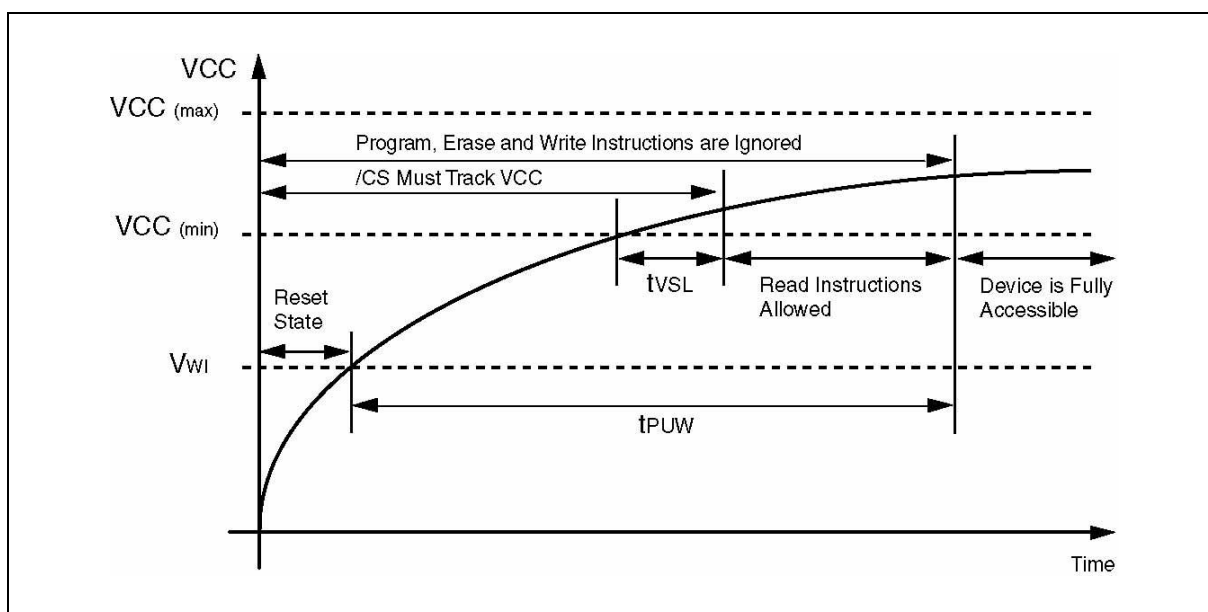 VCC
VCC (max)
Program, Erase and Write Instructions are Ignored
/CS Must Track VCC
VCC (min)
tVSL
Read Instructions
Allowed
Device is Fully
Accessible
Reset
State
VWI
tPUW
Time